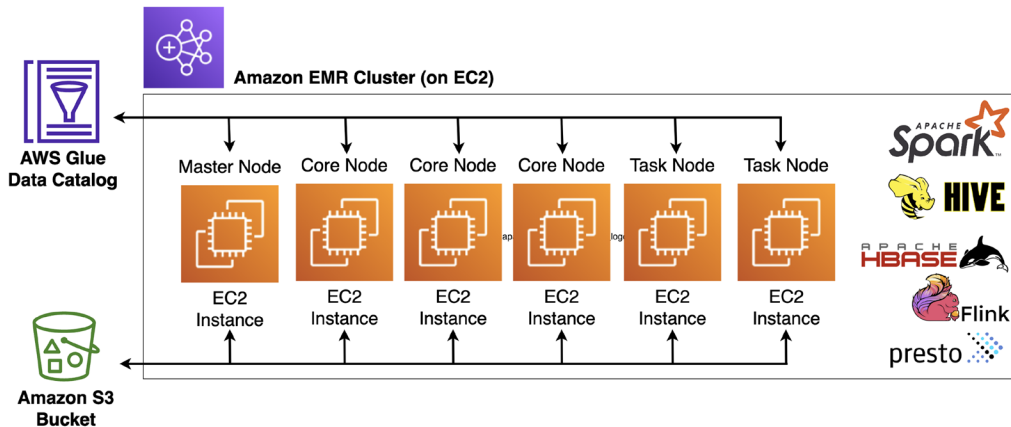 Amazon EMR Cluster (on EC2)
AWS Glue
Data Catalog
Master Node
Core Node
Core Node
Core Node
Task Node
Task Node
EC2
Instance
EC2
Instance
EC2
Instance
EC2
Instance
EC2
Instance
EC2
Instance
Amazon S3
Bucket
APACHE
Spark™
HIVE
APACHE
HBASE
Flink
presto